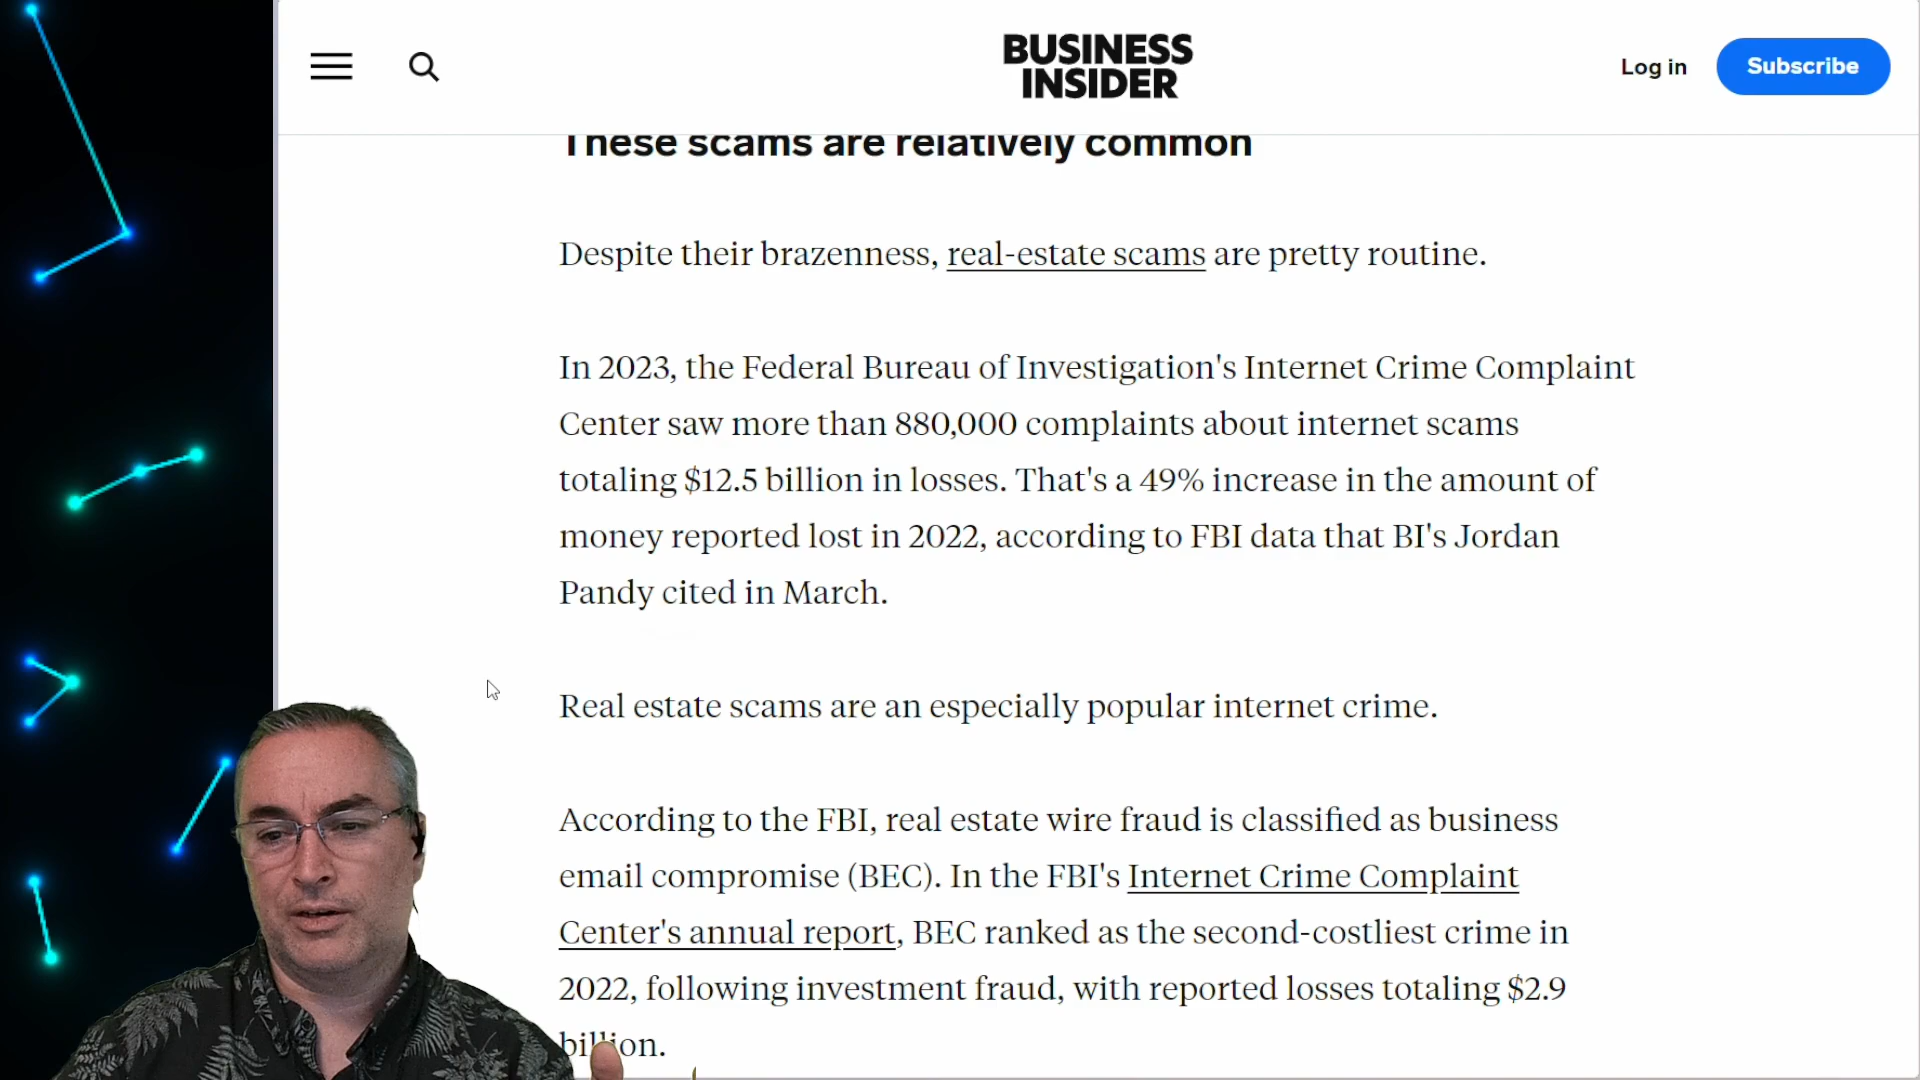 BUSINESS
INSIDER
Log in
Subscribe
These scams are relatively common
Despite their brazenness, real-estate scams are pretty routine.
In 2023, the Federal Bureau of Investigation's Internet Crime Complaint
Center saw more than 880,000 complaints about internet scams
totaling $12.5 billion in losses. That's a 49% increase in the amount of
money reported lost in 2022, according to FBI data that BI's Jordan
Pandy cited in March.
Real estate scams are an especially popular internet crime.
According to the FBI, real estate wire fraud is classified as business
email compromise (BEC). In the FBI's Internet Crime Complaint
Center's annual report, BEC ranked as the second-costliest crime in
2022, following investment fraud, with reported losses totaling $2.9
billion.